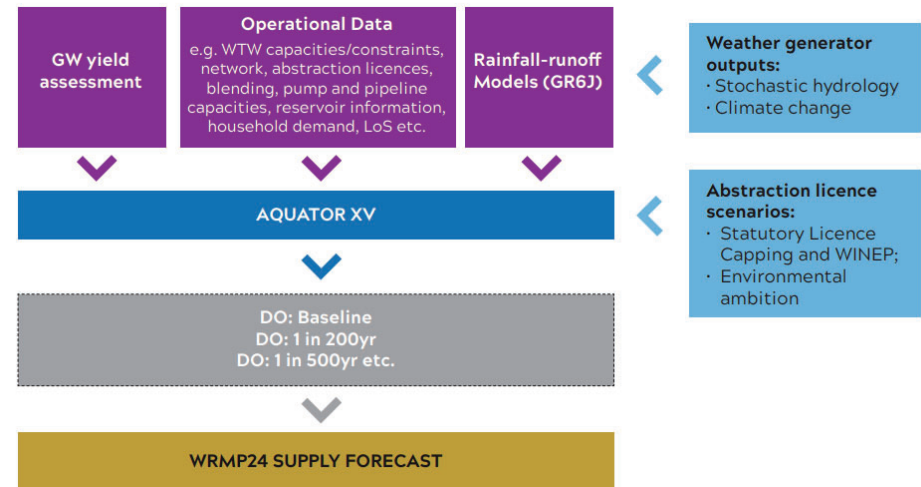 GW yield
assessment
Operational Data
e.g. WTW capacities/constraints,
network, abstraction licences,
blending, pump and pipeline
capacities, reservoir information,
household demand, LoS etc.
Rainfall-runoff
Models (GR6J)
Weather generator
outputs:
· Stochastic hydrology
· Climate change
AQUATOR XV
Abstraction licence
scenarios:
· Statutory Licence
Capping and WINEP;
· Environmental
ambition
DO: Baseline
DO: 1 in 200yr
DO: 1 in 500yr etc.
WRMP24 SUPPLY FORECAST